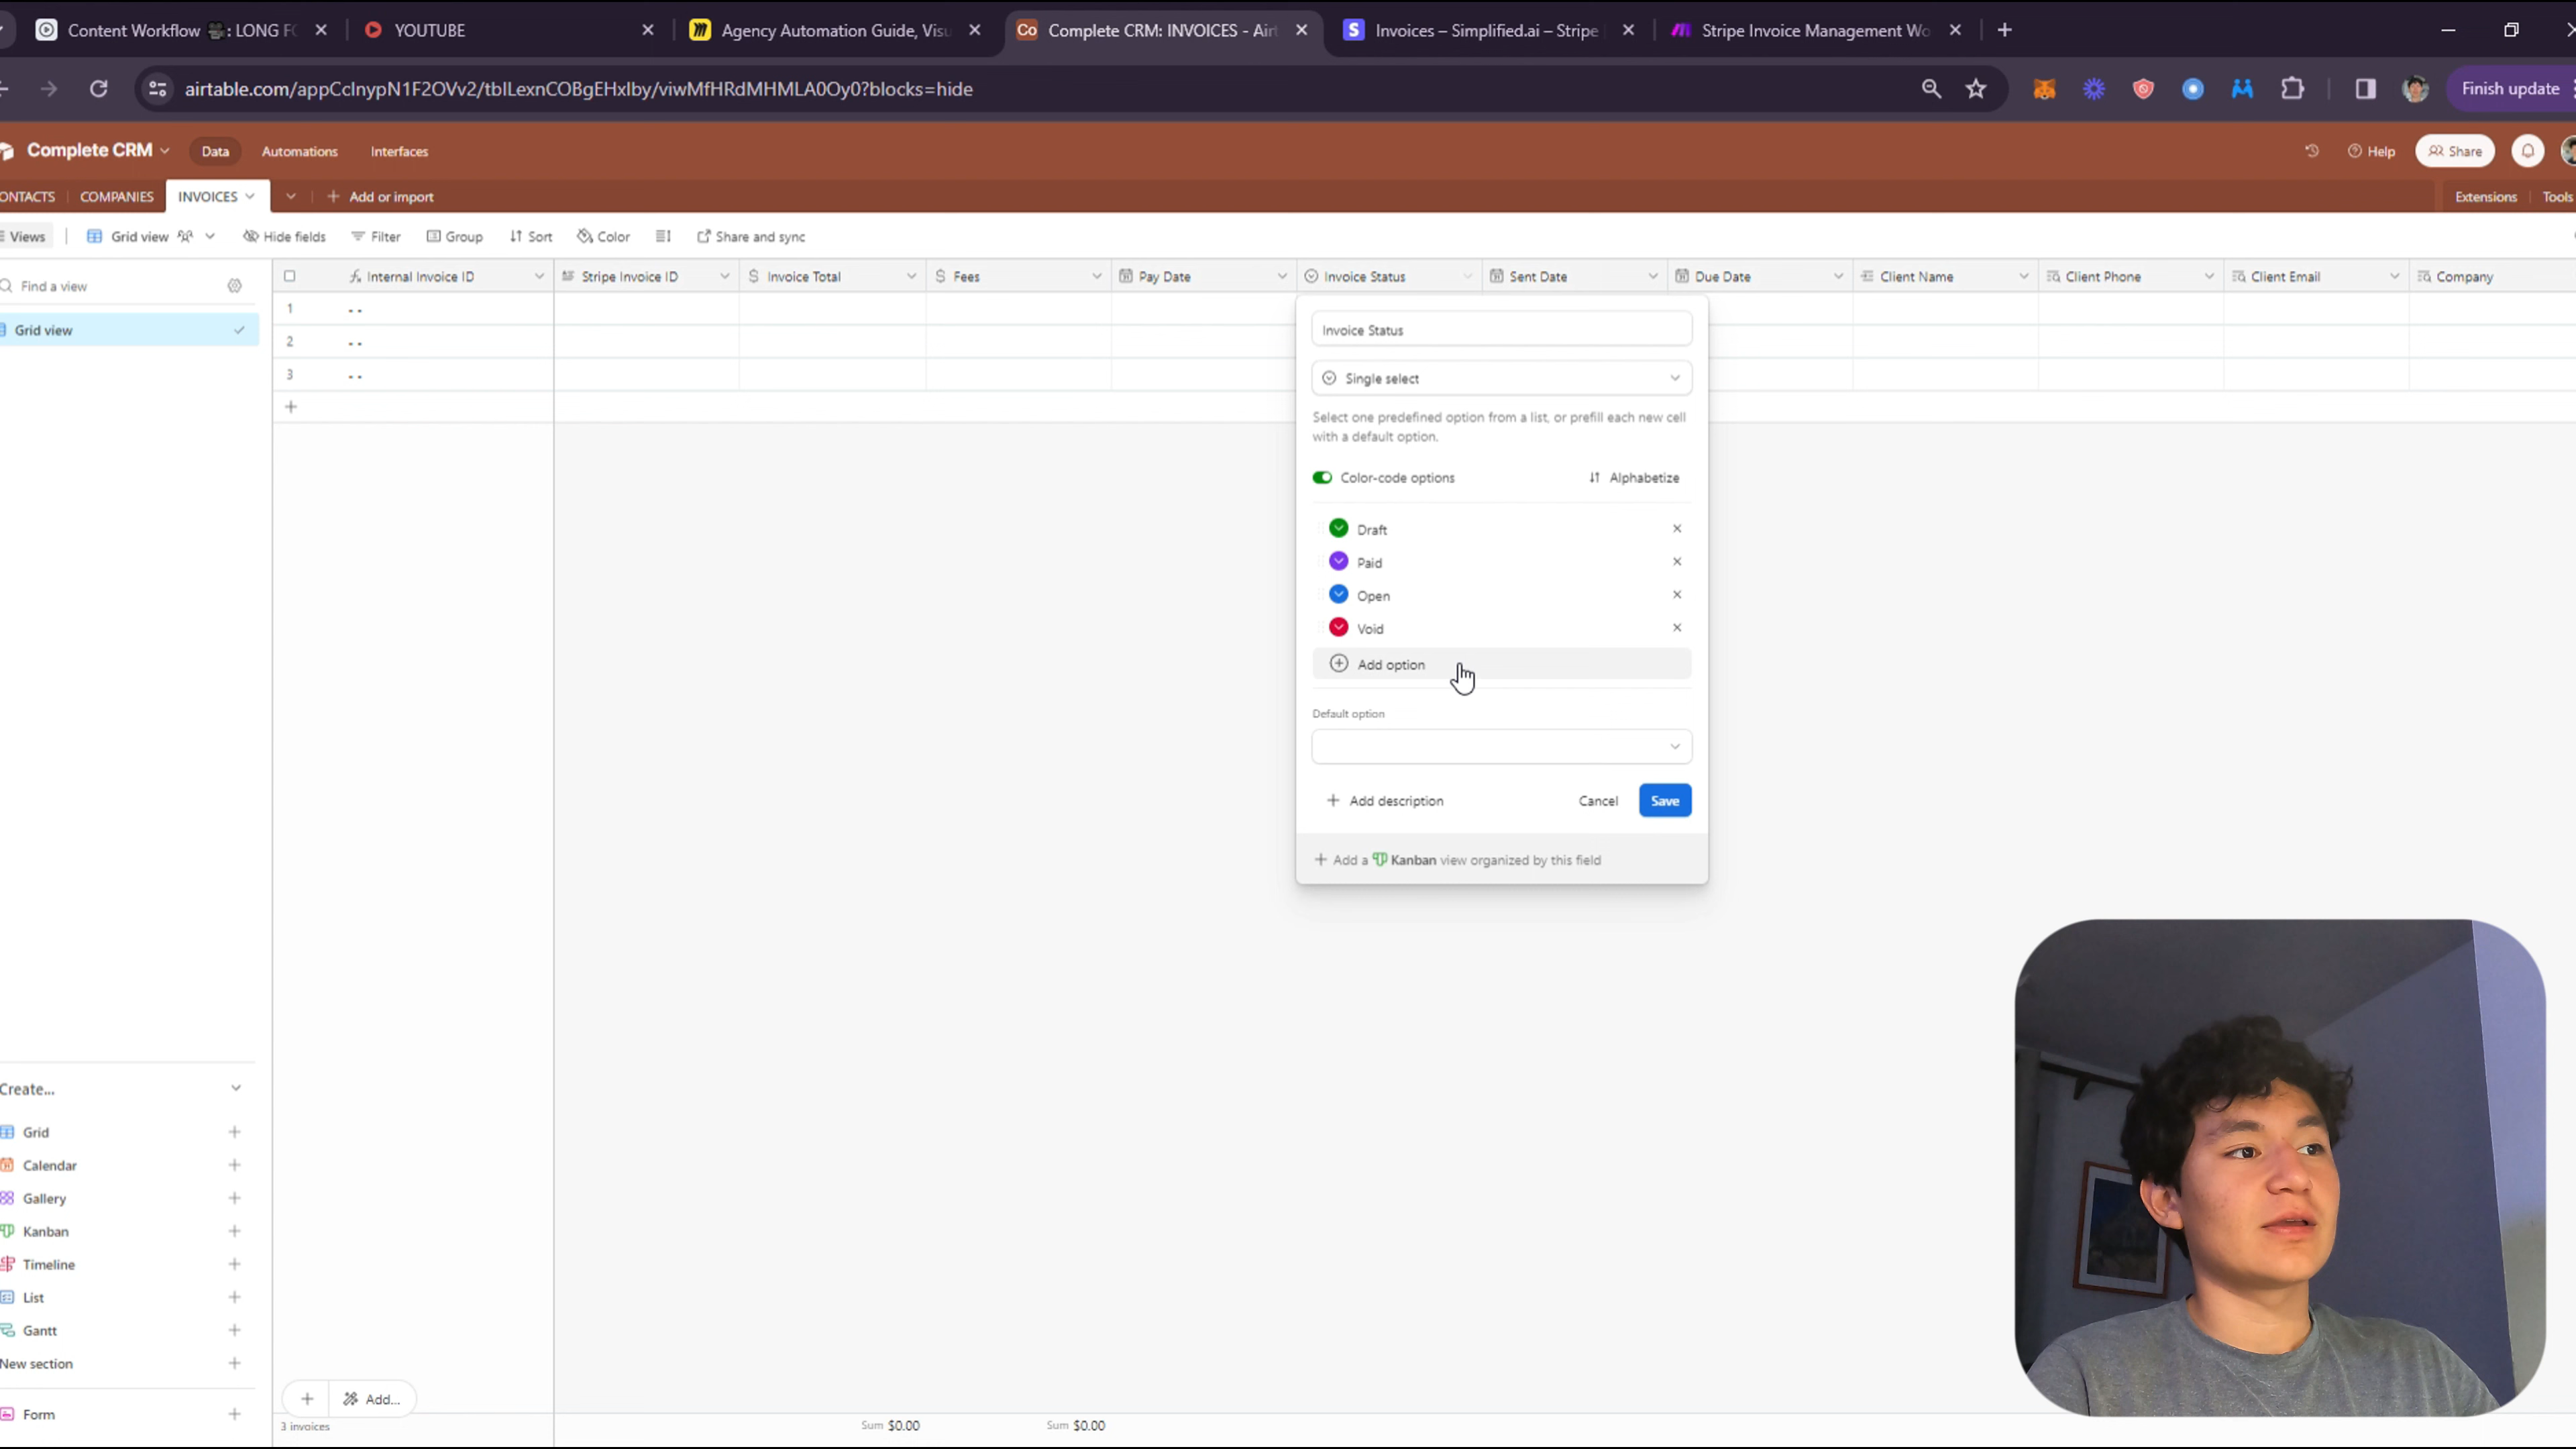 Content Workflow 🎥: LONG FO
YOUTUBE
Agency Automation Guide, Visu
Co Complete CRM: INVOICES - Airt
S Invoices – Simplified.ai – Stripe
Stripe Invoice Management Wo
airtable.com/appCcInypN1F2OVv2/tblLexnCOBgEHxIby/viwMfHRdMHMLA0Oy0?blocks=hide
Finish update
Complete CRM
Data
Automations
Interfaces
Help
Share
ONTACTS
COMPANIES
INVOICES
Add or import
Extensions
Tools
Views
Grid view
Hide fields
Filter
Group
Sort
Color
Share and sync
Find a view
Grid view
Internal Invoice ID
Stripe Invoice ID
Invoice Total
Fees
Pay Date
Invoice Status
Sent Date
Due Date
Client Name
Client Phone
Client Email
Company
1 - -
2 - -
3 - -
Invoice Status
Single select
Select one predefined option from a list, or prefill each new cell
with a default option.
Color-code options
Alphabetize
Draft
Paid
Open
Void
Add option
Default option
Add description
Cancel
Save
Add a Kanban view organized by this field
Create...
Grid
Calendar
Gallery
Kanban
Timeline
List
Gantt
New section
Form
Add...
3 invoices
Sum $0.00
Sum $0.00